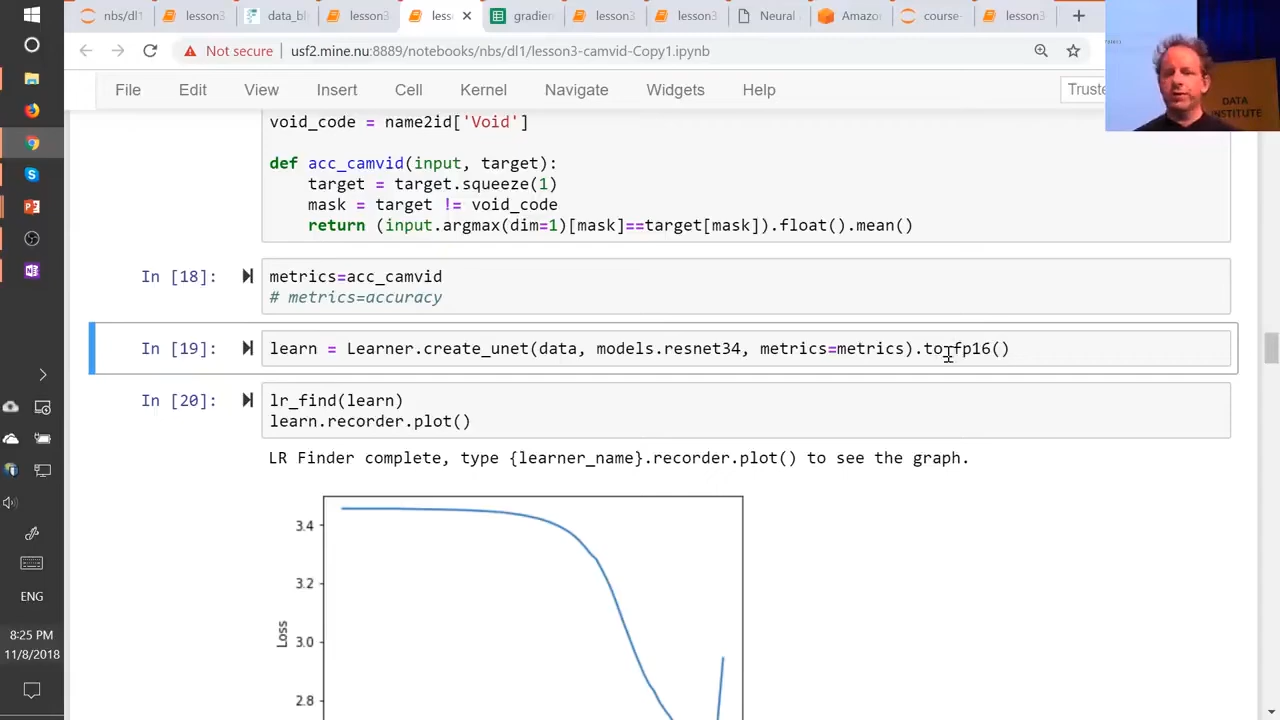 nbs/dl1
lesson3
data_bl
lesson3
less
gradien
lesson3
lesson3
Neural
Amazor
course-
lesson3
Not secure
usf2.mine.nu:8889/notebooks/nbs/dl1/lesson3-camvid-Copy1.ipynb
File Edit View Insert Cell Kernel Navigate Widgets Help
Truste
DATA
INSTITUTE
void_code = name2id['Void']
def acc_camvid(input, target):
target = target.squeeze(1)
mask = target != void_code
return (input.argmax(dim=1)[mask]==target[mask]).float().mean()
In [18]:
metrics=acc_camvid
# metrics=accuracy
In [19]:
learn = Learner.create_unet(data, models.resnet34, metrics=metrics).to_fp16()
In [20]:
lr_find(learn)
learn.recorder.plot()
LR Finder complete, type {learner_name}.recorder.plot() to see the graph.
3.4
3.2
3.0
2.8
Loss
ENG
8:25 PM
11/8/2018